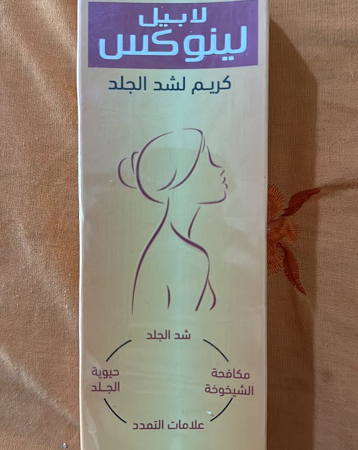 لابيل
لينوكس
كريم لشد الجلد
شد الجلد
مكافحة
الشيخوخة
حيوية
الجلد
علامات التمدد